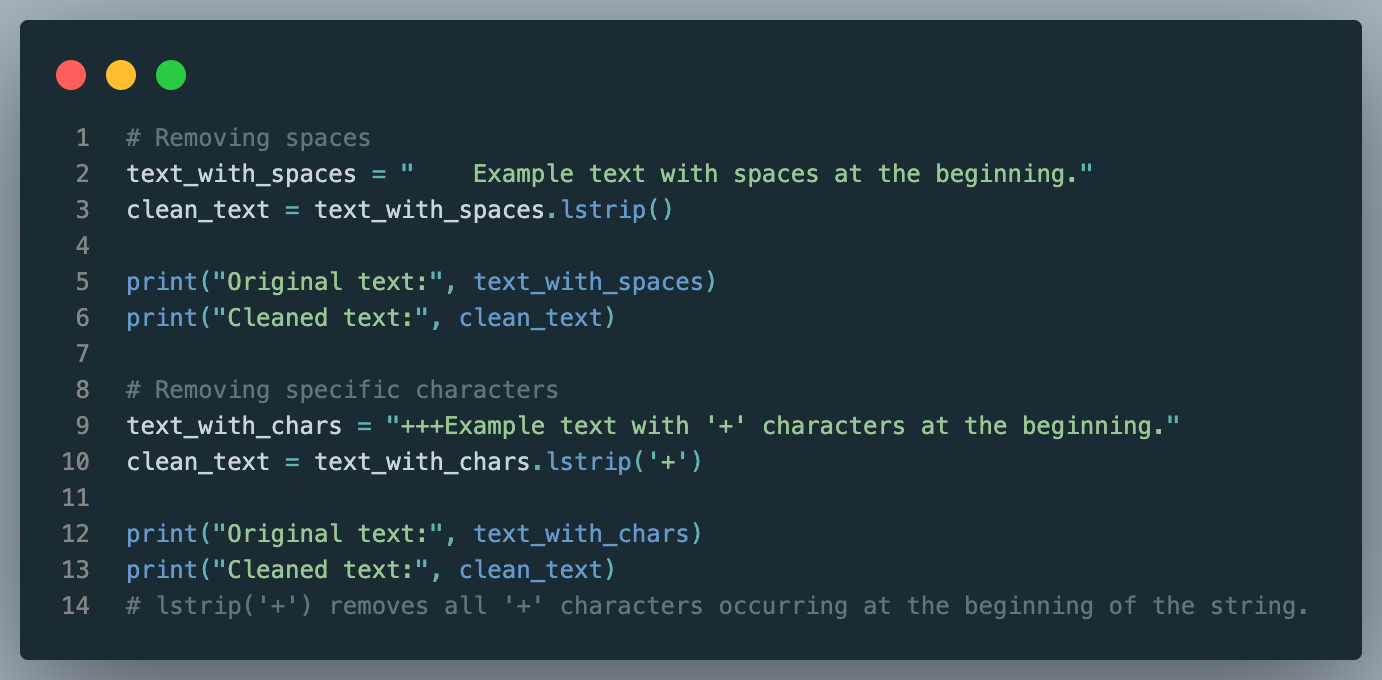 1 # Removing spaces
2 text_with_spaces = "    Example text with spaces at the beginning."
3 clean_text = text_with_spaces.lstrip()
4
5 print("Original text:", text_with_spaces)
6 print("Cleaned text:", clean_text)
7
8 # Removing specific characters
9 text_with_chars = "+++Example text with '+' characters at the beginning."
10 clean_text = text_with_chars.lstrip('+')
11
12 print("Original text:", text_with_chars)
13 print("Cleaned text:", clean_text)
14 # lstrip('+') removes all '+' characters occurring at the beginning of the string.